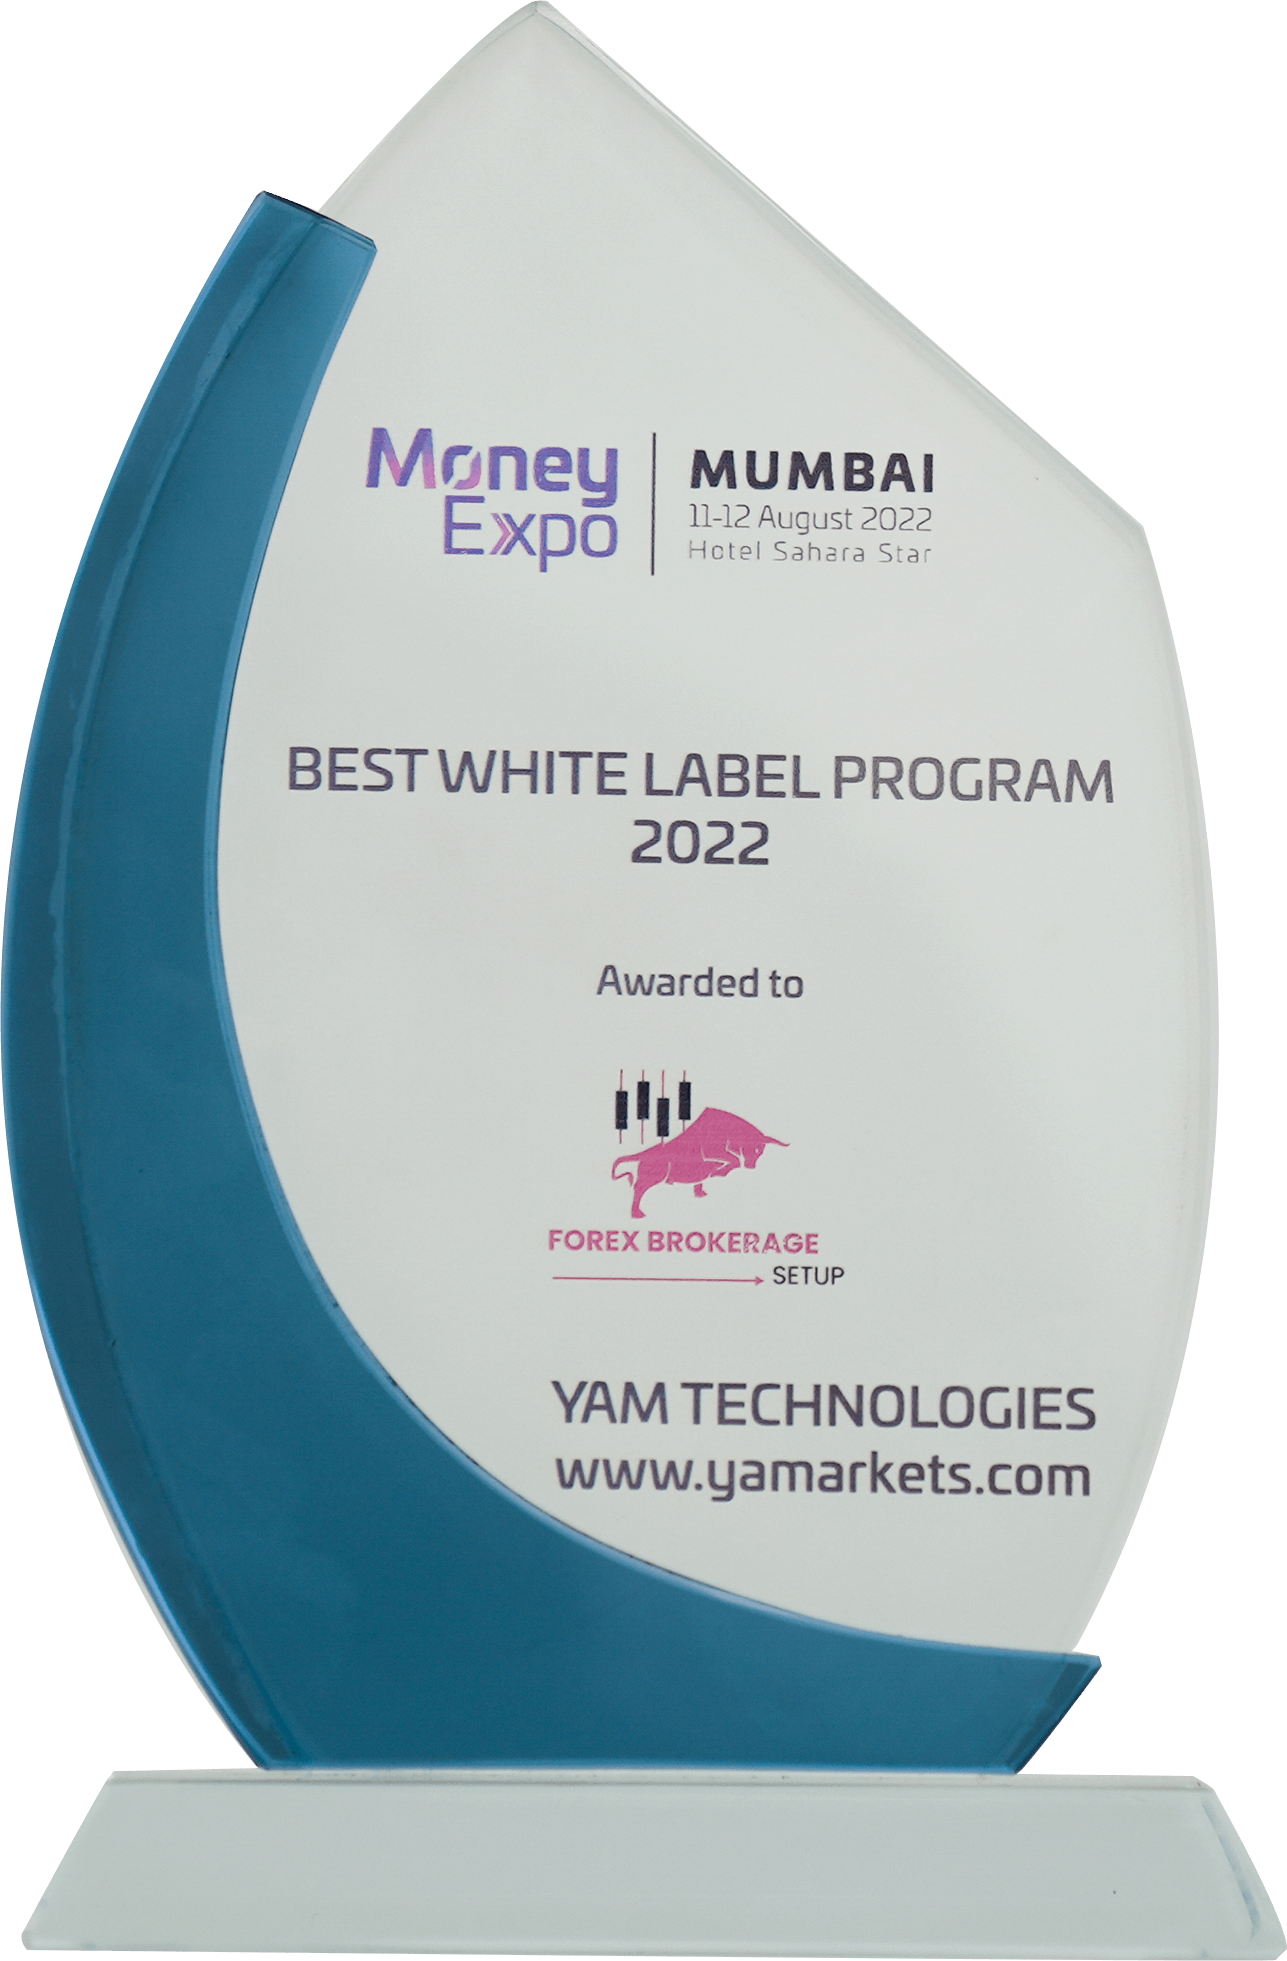 Money
Expo
MUMBAI
11-12 August 2022
Hotel Sahara Star
BEST WHITE LABEL PROGRAM
2022
Awarded to
FOREX BROKERAGE
SETUP
YAM TECHNOLOGIES
www.yamarkets.com